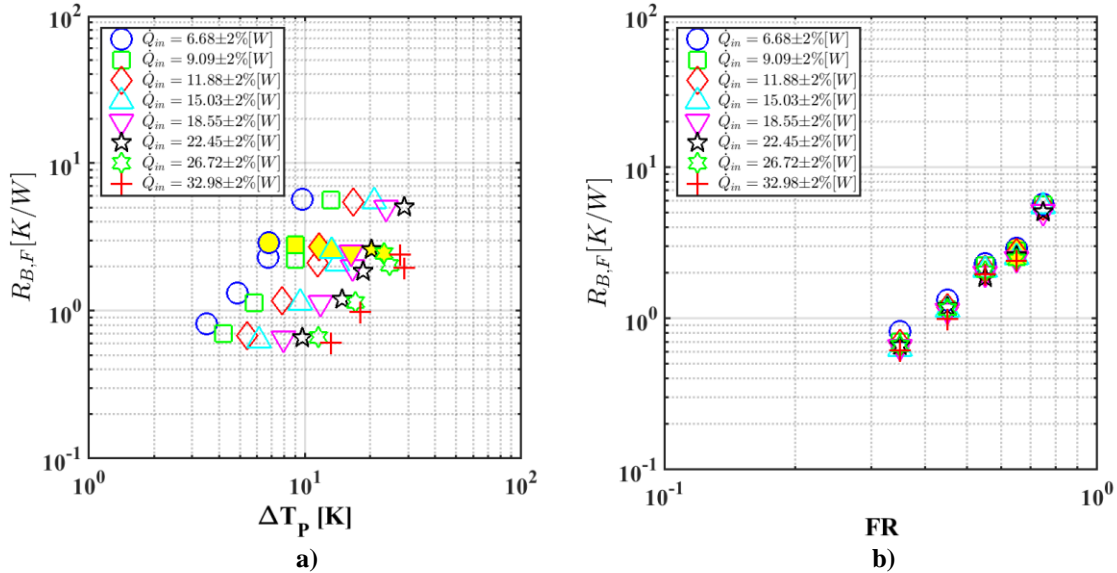 10^2
10^1
10^0
10^-1
R_{B,F} [K/W]
Q̇_in = 6.68±2%[W]
Q̇_in = 9.09±2%[W]
Q̇_in = 11.88±2%[W]
Q̇_in = 15.03±2%[W]
Q̇_in = 18.55±2%[W]
Q̇_in = 22.45±2%[W]
Q̇_in = 26.72±2%[W]
Q̇_in = 32.98±2%[W]
10^0 10^1 10^2
ΔT_P [K]
a)
10^2
10^1
10^0
10^-1
R_{B,F} [K/W]
Q̇_in = 6.68±2%[W]
Q̇_in = 9.09±2%[W]
Q̇_in = 11.88±2%[W]
Q̇_in = 15.03±2%[W]
Q̇_in = 18.55±2%[W]
Q̇_in = 22.45±2%[W]
Q̇_in = 26.72±2%[W]
Q̇_in = 32.98±2%[W]
10^-1 10^0
FR
b)